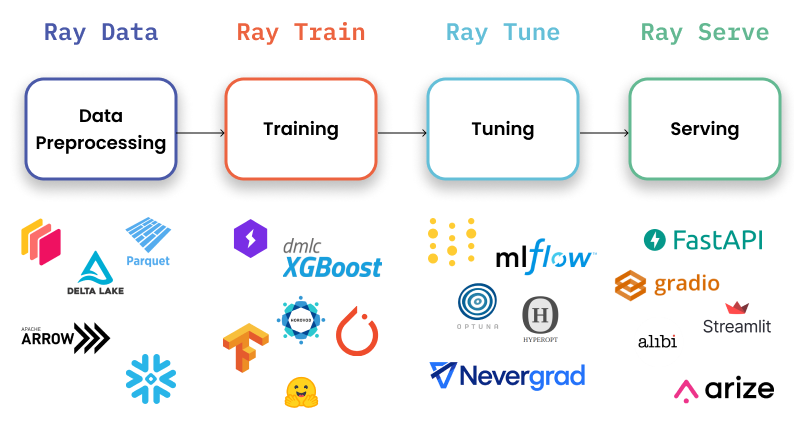 Ray Data
Ray Train
Ray Tune
Ray Serve
Data
Preprocessing
Training
Tuning
Serving
Parquet
DELTA LAKE
APACHE
ARROW
dmlc
XGBoost
HOROVOD
mlflow™
OPTUNA
H
HYPEROPT
Nevergrad
FastAPI
gradio
Streamlit
alibi
arize